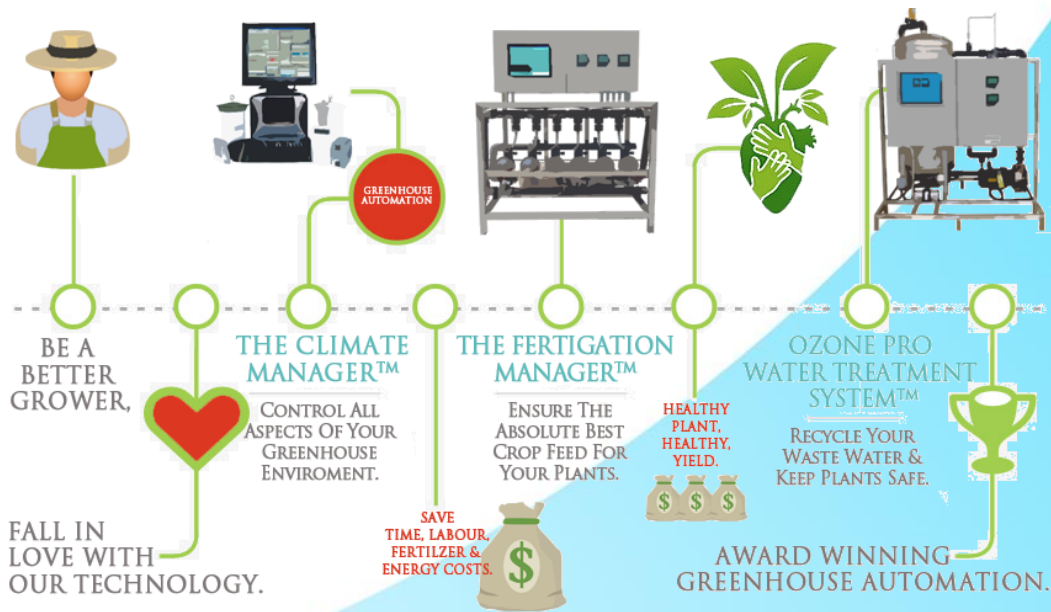 GREENHOUSE
AUTOMATION
BE A
BETTER
GROWER,
FALL IN
LOVE WITH
OUR TECHNOLOGY.
THE CLIMATE
MANAGER™
CONTROL ALL
ASPECTS OF YOUR
GREENHOUSE
ENVIROMENT.
SAVE
TIME, LABOUR,
FERTILZER &
ENERGY COSTS.
$
THE FERTIGATION
MANAGER™
ENSURE THE
ABSOLUTE BEST
CROP FEED FOR
YOUR PLANTS.
HEALTHY
PLANT,
HEALTHY,
YIELD.
$ $ $
OZONE PRO
WATER TREATMENT
SYSTEM™
RECYCLE YOUR
WASTE WATER &
KEEP PLANTS SAFE.
AWARD WINNING
GREENHOUSE AUTOMATION.